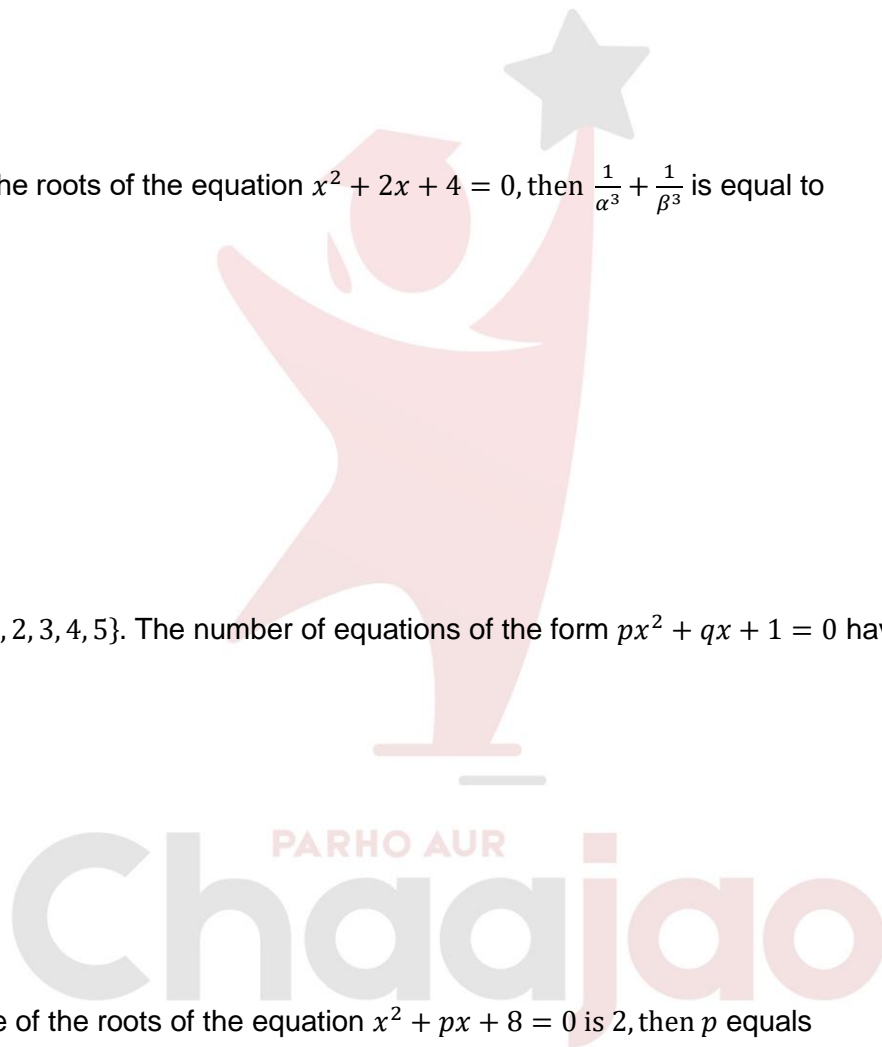 he roots of the equation x² + 2x + 4 = 0, then 1/α³ + 1/β³ is equal to
, 2, 3, 4, 5}. The number of equations of the form px² + qx + 1 = 0 hav
PARHO AUR
Chaajao
e of the roots of the equation x² + px + 8 = 0 is 2, then p equals